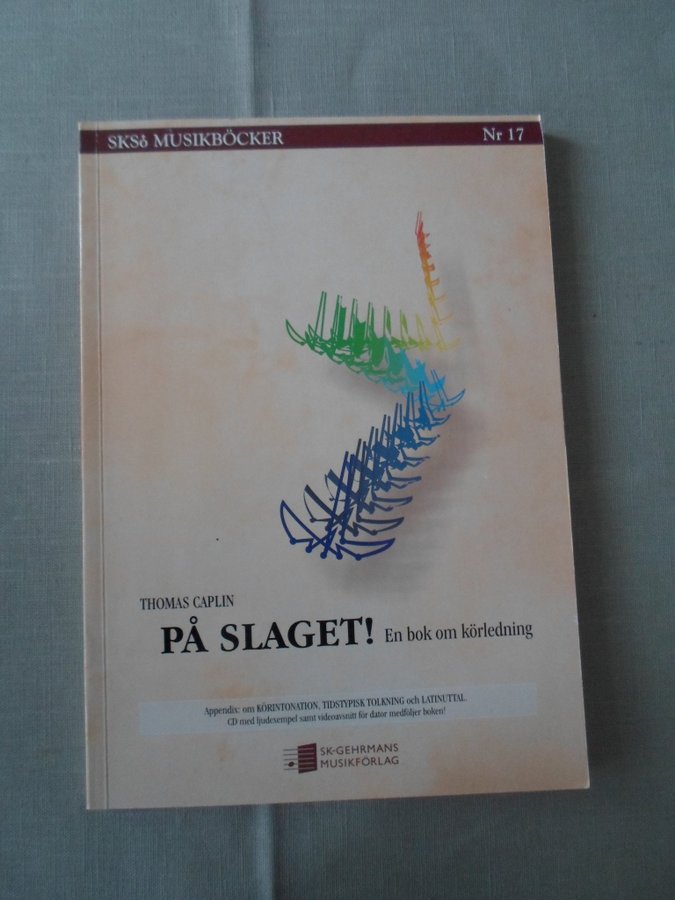 SKSö MUSIKBÖCKER Nr 17
THOMAS CAPLIN
PÅ SLAGET! En bok om körledning
Appendix: om KÖRINTONATION, TIDSTYPISK TOLKNING och LATINUTTAL.
CD med ljudexempel samt videoavsnitt för dator medföljer boken!
SK-GEHRMANS
MUSIKFÖRLAG